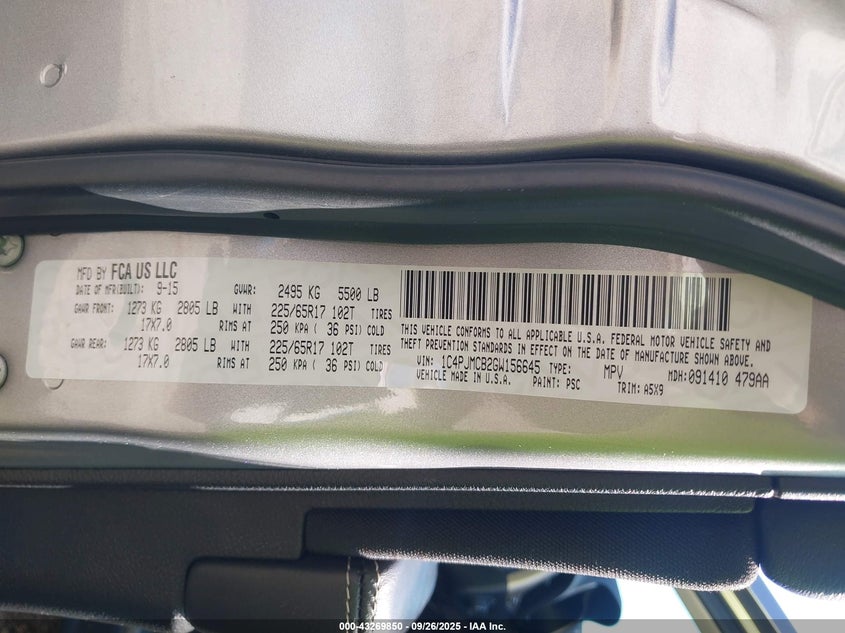 MFD BY FCA US LLC
DATE OF MFR(BUILT): 9-15 GVWR: 2495 KG 5500 LB
GAWR FRONT: 1273 KG 2805 LB WITH 225/65R17 102T TIRES
17X7.0 RIMS AT 250 KPA ( 36 PSI) COLD
GAWR REAR: 1273 KG 2805 LB WITH 225/65R17 102T TIRES
17X7.0 RIMS AT 250 KPA ( 36 PSI) COLD
THIS VEHICLE CONFORMS TO ALL APPLICABLE U.S.A. FEDERAL MOTOR VEHICLE SAFETY AND
THEFT PREVENTION STANDARDS IN EFFECT ON THE DATE OF MANUFACTURE SHOWN ABOVE.
VIN: 1C4PJMCB2GW156645 TYPE: MPV MDH:091410 479AA
VEHICLE MADE IN U.S.A. PAINT: PSC TRIM: A5X9
000-43269850 - 09/26/2025 - IAA Inc.